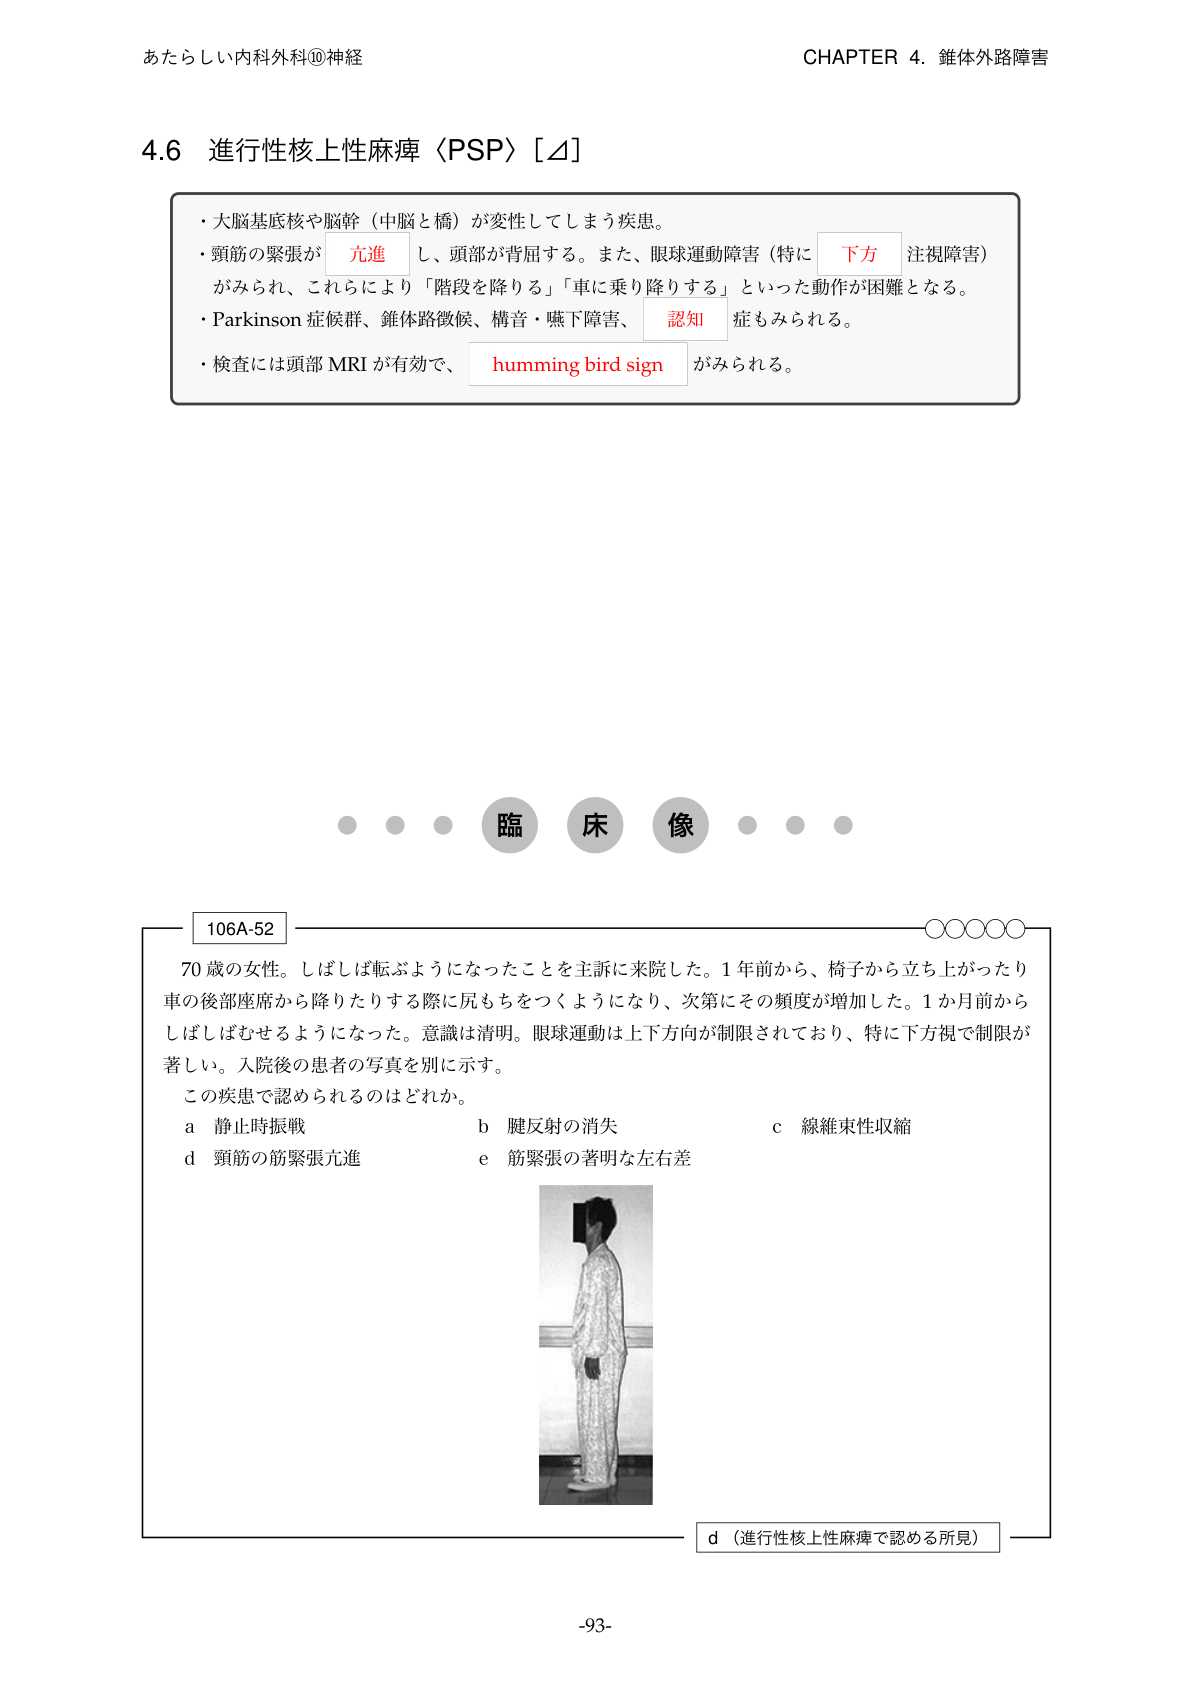 あたらしい内科外科⑩神経　CHAPTER 4. 錐体外路障害
4.6　進行性核上性麻痺〈PSP〉[⊿]
・大脳基底核や脳幹（中脳と橋）が変性してしまう疾患。
・頸筋の緊張が 亢進 し、頭部が背屈する。また、眼球運動障害（特に 下方 注視障害）
がみられ、これらにより「階段を降りる」「車に乗り降りする」といった動作が困難となる。
・Parkinson 症候群、錐体路徴候、構音・嚥下障害、 認知 症もみられる。
・検査には頭部 MRI が有効で、 humming bird sign がみられる。
臨 床 像
106A-52
70 歳の女性。しばしば転ぶようになったことを主訴に来院した。1 年前から、椅子から立ち上がったり
車の後部座席から降りたりする際に尻もちをつくようになり、次第にその頻度が増加した。1 か月前から
しばしばむせるようになった。意識は清明。眼球運動は上下方向が制限されており、特に下方視で制限が
著しい。入院後の患者の写真を別に示す。
この疾患で認められるのはどれか。
a　静止時振戦　b　腱反射の消失　c　線維束性収縮
d　頸筋の筋緊張亢進　e　筋緊張の著明な左右差
d （進行性核上性麻痺で認める所見）
-93-